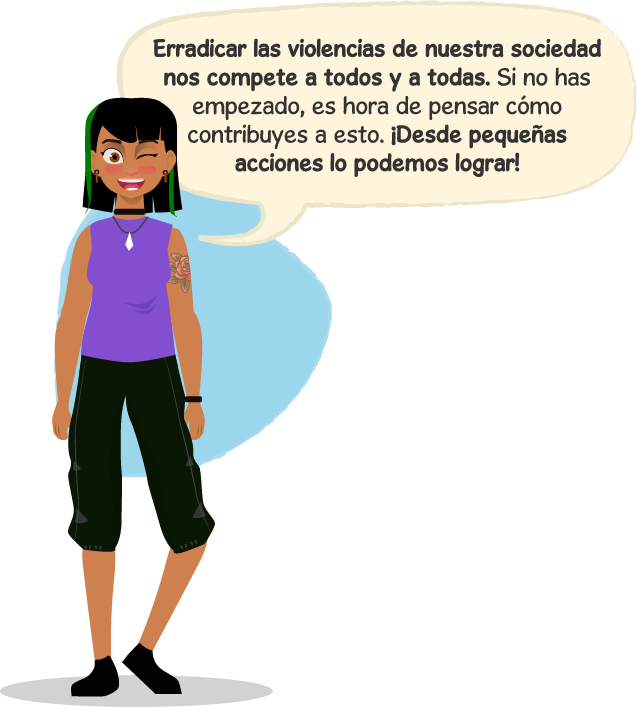 Erradicar las violencias de nuestra sociedad
nos compete a todos y a todas. Si no has
empezado, es hora de pensar cómo
contribuyes a esto. ¡Desde pequeñas
acciones lo podemos lograr!